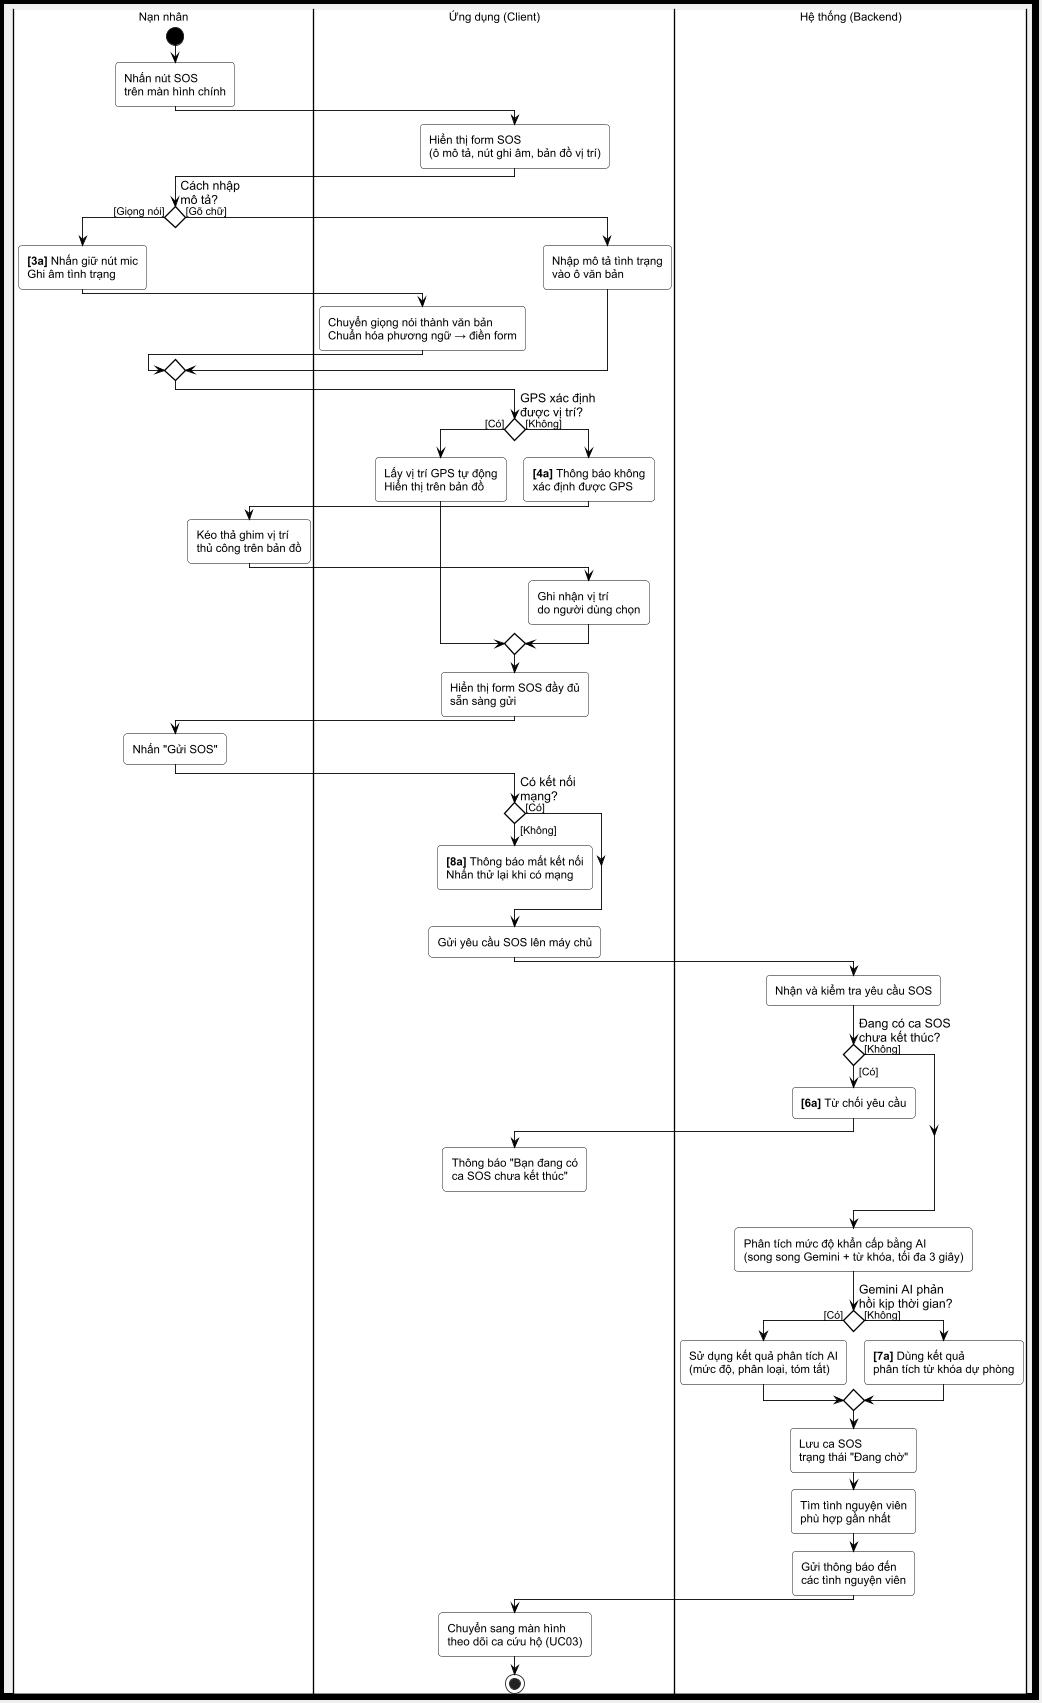 Nạn nhân
Ứng dụng (Client)
Hệ thống (Backend)
Nhấn nút SOS
trên màn hình chính
Hiển thị form SOS
(ô mô tả, nút ghi âm, bản đồ vị trí)
Cách nhập
mô tả?
[Giọng nói]
[Gõ chữ]
[3a] Nhấn giữ nút mic
Ghi âm tình trạng
Nhập mô tả tình trạng
vào ô văn bản
Chuyển giọng nói thành văn bản
Chuẩn hóa phương ngữ → điền form
GPS xác định
được vị trí?
[Có]
[Không]
Lấy vị trí GPS tự động
Hiển thị trên bản đồ
[4a] Thông báo không
xác định được GPS
Kéo thả ghim vị trí
thủ công trên bản đồ
Ghi nhận vị trí
do người dùng chọn
Hiển thị form SOS đầy đủ
sẵn sàng gửi
Nhấn "Gửi SOS"
Có kết nối
mạng?
[Có]
[Không]
[8a] Thông báo mất kết nối
Nhấn thử lại khi có mạng
Gửi yêu cầu SOS lên máy chủ
Nhận và kiểm tra yêu cầu SOS
Đang có ca SOS
chưa kết thúc?
[Không]
[Có]
[6a] Từ chối yêu cầu
Thông báo "Bạn đang có
ca SOS chưa kết thúc"
Phân tích mức độ khẩn cấp bằng AI
(song song Gemini + từ khóa, tối đa 3 giây)
Gemini AI phản
hồi kịp thời gian?
[Có]
[Không]
Sử dụng kết quả phân tích AI
(mức độ, phân loại, tóm tắt)
[7a] Dùng kết quả
phân tích từ khóa dự phòng
Lưu ca SOS
trạng thái "Đang chờ"
Tìm tình nguyện viên
phù hợp gần nhất
Gửi thông báo đến
các tình nguyện viên
Chuyển sang màn hình
theo dõi ca cứu hộ (UC03)